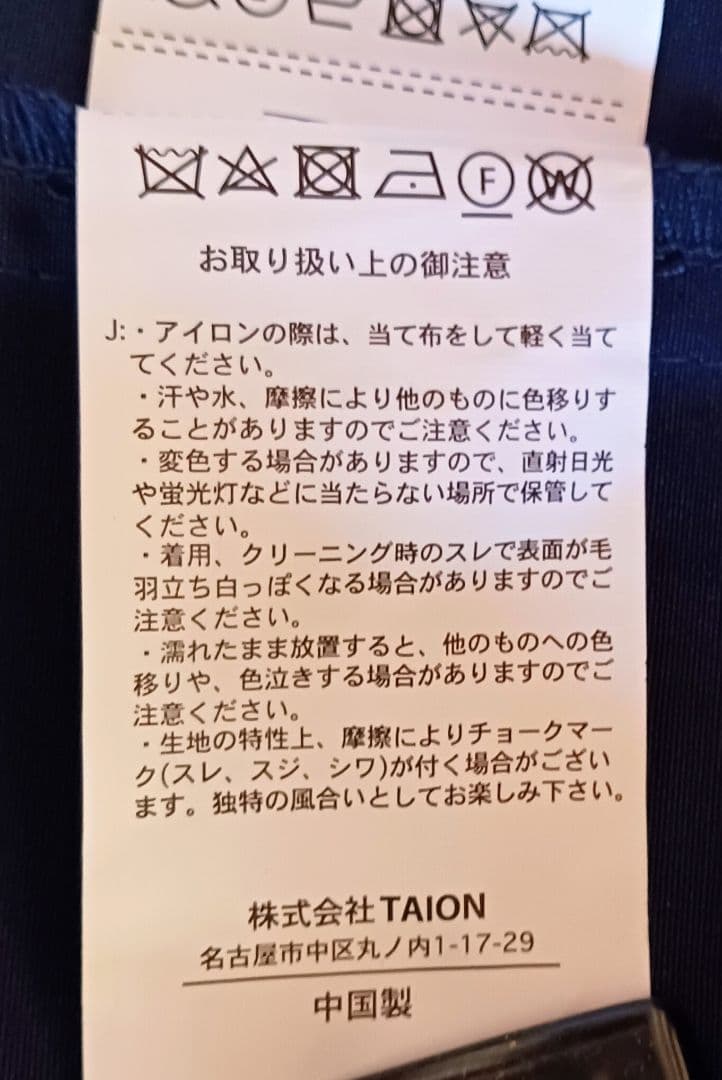 F
W
お取り扱い上の御注意
J:・アイロンの際は、当て布をして軽く当て
てください。
・汗や水、摩擦により他のものに色移りす
ることがありますのでご注意ください。
・変色する場合がありますので、直射日光
や蛍光灯などに当たらない場所で保管して
ください。
・着用、クリーニング時のスレで表面が毛
羽立ち白っぽくなる場合がありますのでご
注意ください。
・濡れたまま放置すると、他のものへの色
移りや、色泣きする場合がありますのでご
注意ください。
・生地の特性上、摩擦によりチョークマー
ク(スレ、スジ、シワ)が付く場合がござい
ます。独特の風合いとしてお楽しみ下さい。
株式会社TAION
名古屋市中区丸ノ内1-17-29
中国製